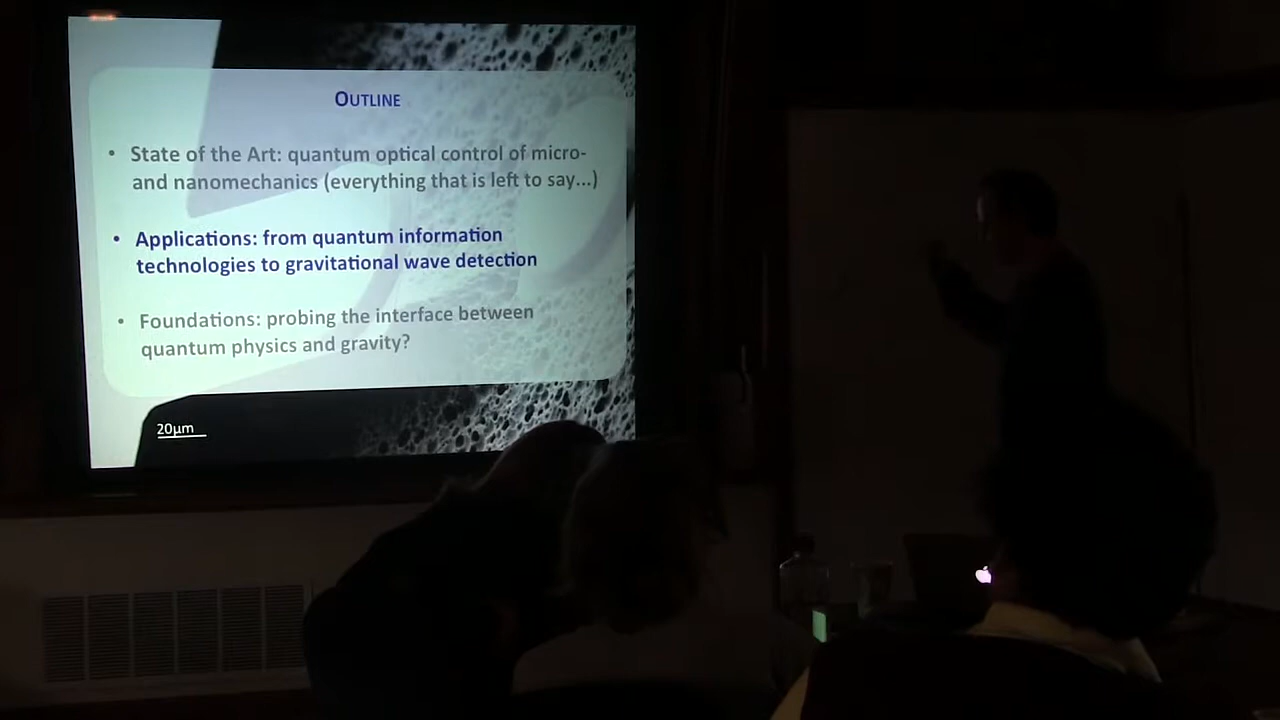 OUTLINE
• State of the Art: quantum optical control of micro-
and nanomechanics (everything that is left to say...)
• Applications: from quantum information
technologies to gravitational wave detection
• Foundations: probing the interface between
quantum physics and gravity?
20µm